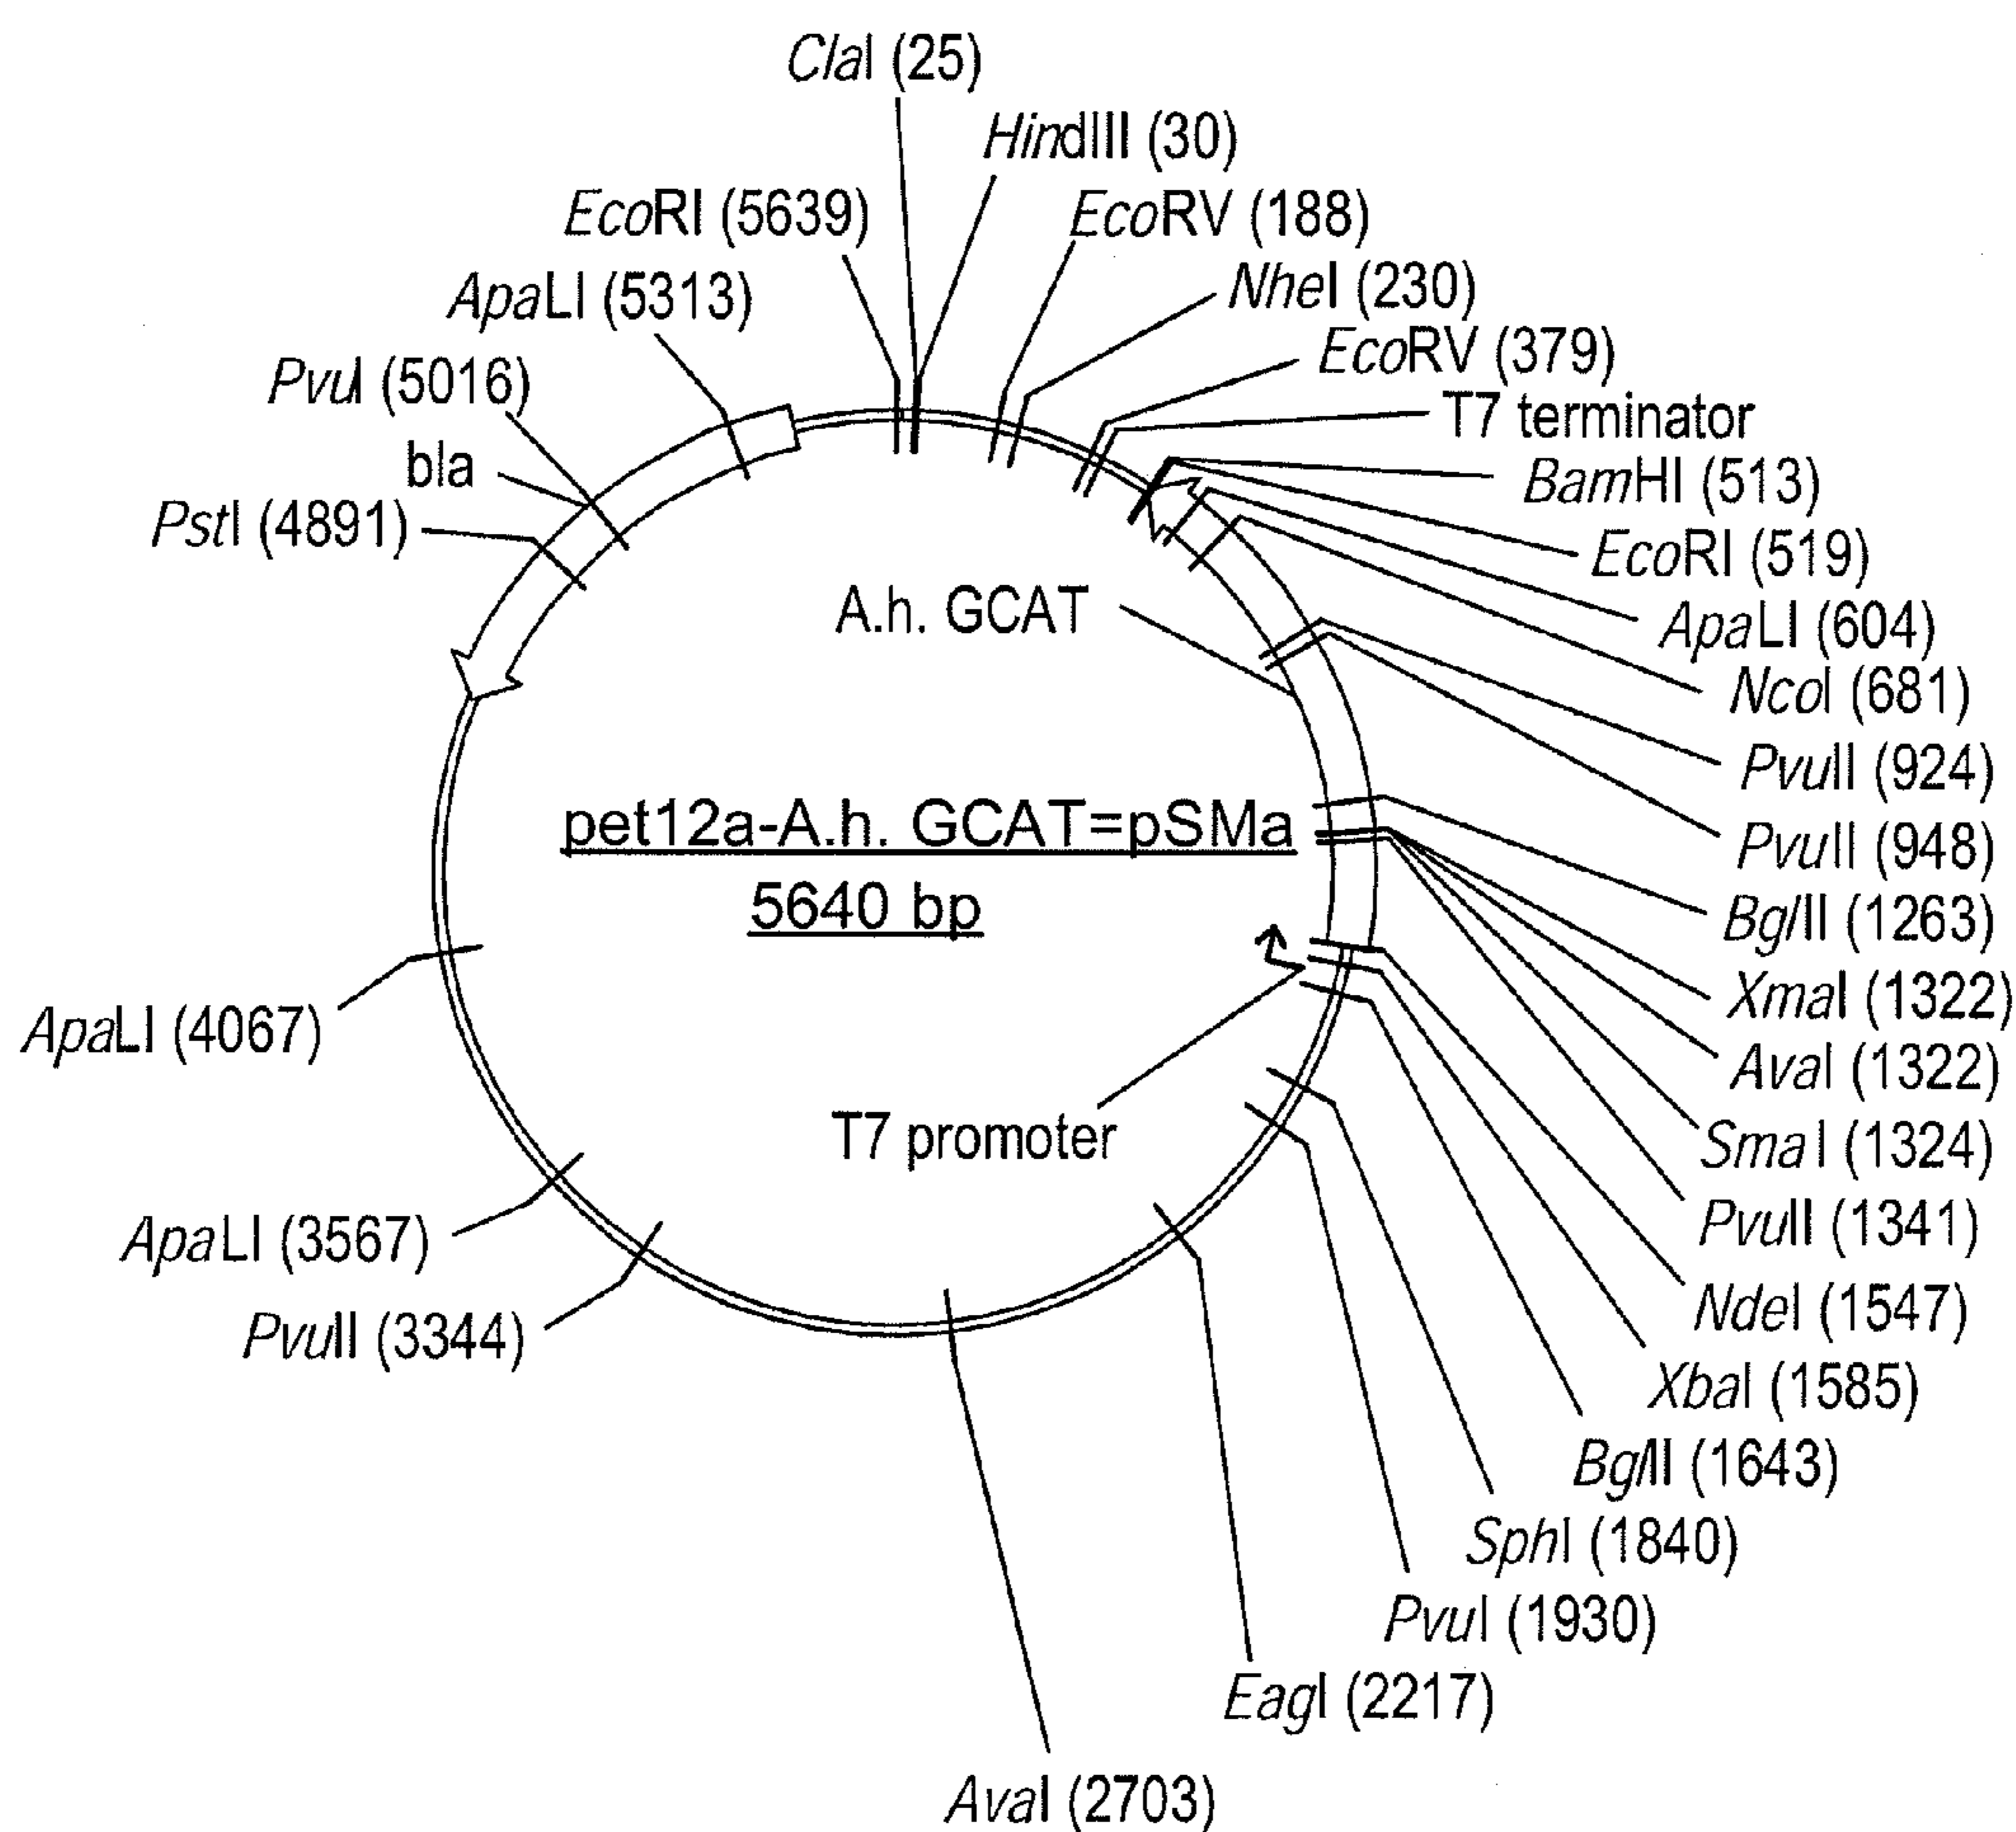 ClaI (25)
HindIII (30)
EcoRI (5639)
EcoRV (188)
ApaLI (5313)
NheI (230)
PvuI (5016)
EcoRV (379)
T7 terminator
bla
BamHI (513)
PstI (4891)
EcoRI (519)
A.h. GCAT
ApaLI (604)
NcoI (681)
PvuII (924)
pet12a-A.h. GCAT=pSMa
5640 bp
PvuII (948)
BglII (1263)
XmaI (1322)
ApaLI (4067)
AvaI (1322)
T7 promoter
SmaI (1324)
PvuII (1341)
ApaLI (3567)
NdeI (1547)
PvuII (3344)
XbaI (1585)
BglII (1643)
SphI (1840)
PvuI (1930)
EagI (2217)
AvaI (2703)